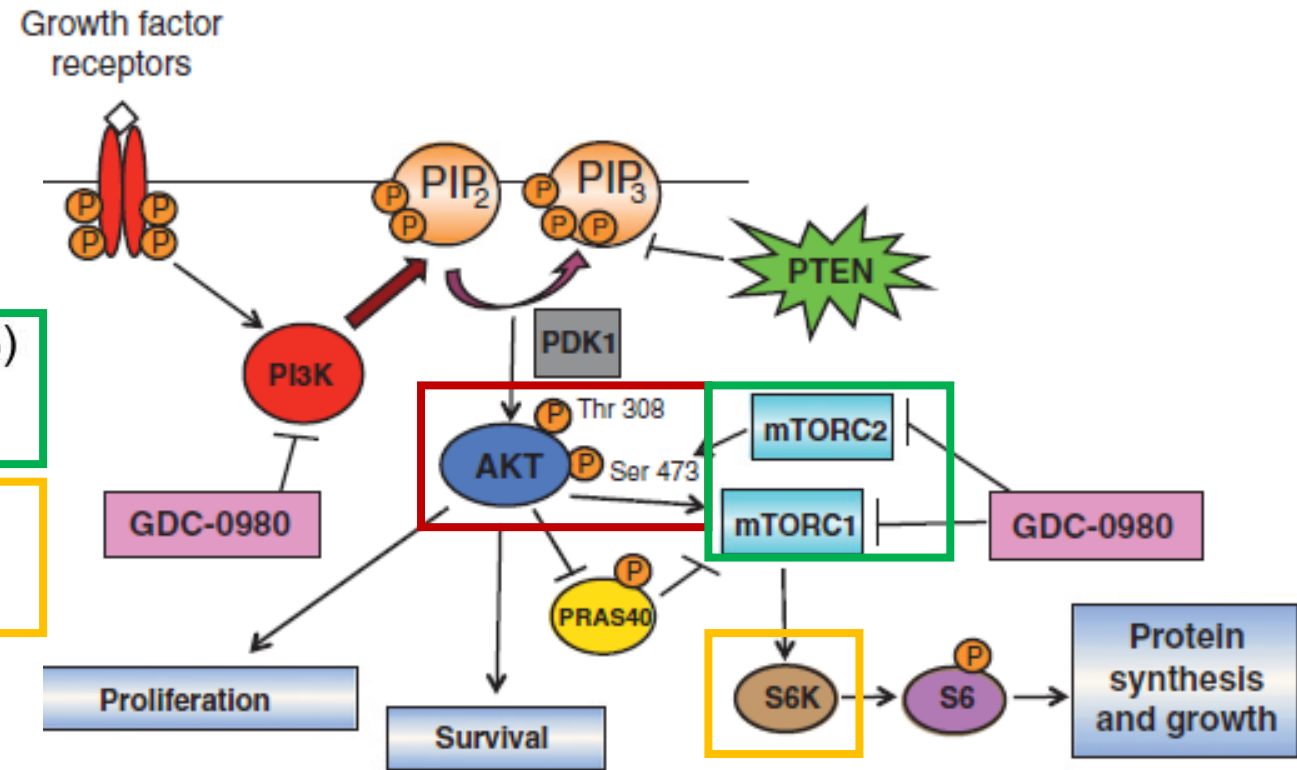 Growth factor
receptors
P
P
P
P
PIP2
P
P
PIP3
P
P
P
PTEN
)
PI3K
PDK1
P
Thr 308
AKT
P
Ser 473
mTORC2
mTORC1
GDC-0980
GDC-0980
P
PRAS40
Proliferation
Survival
S6K
P
S6
Protein
synthesis
and growth